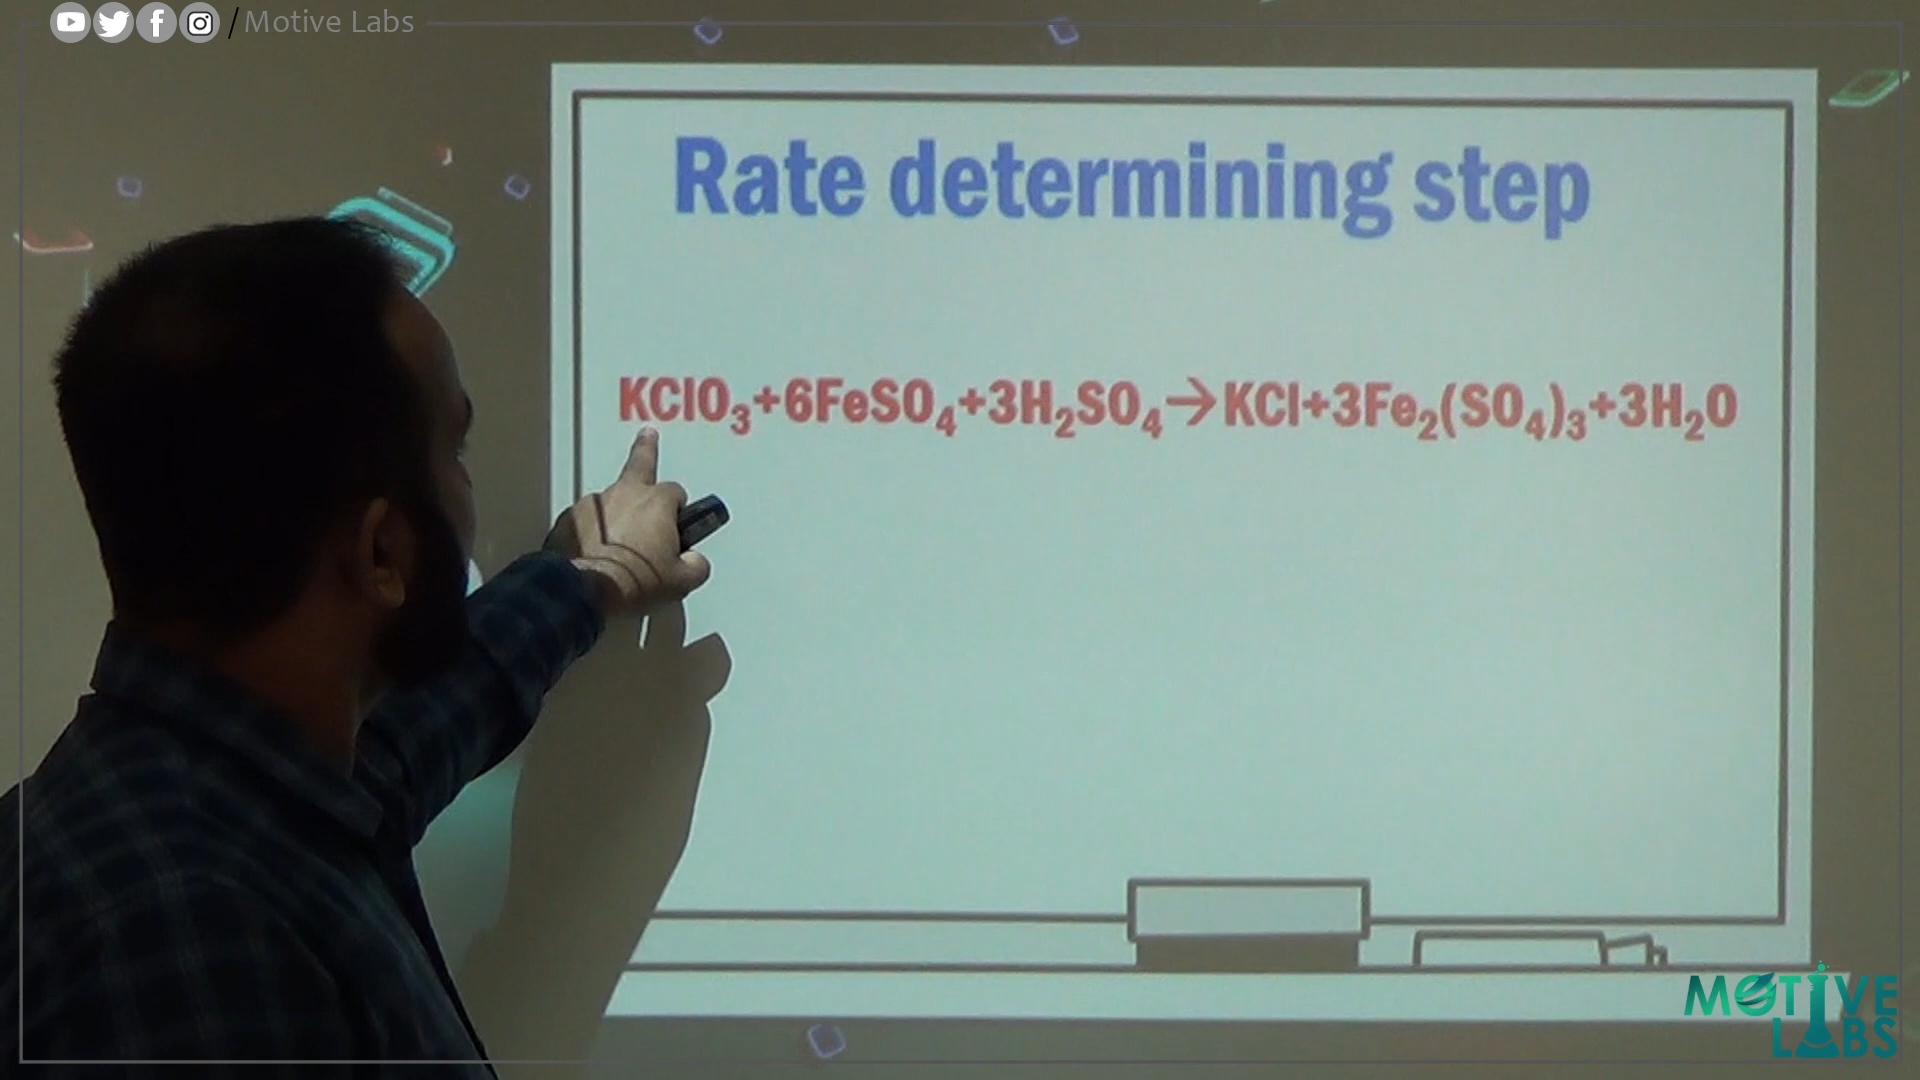 /Motive Labs
Rate determining step
KClO₃+6FeSO₄+3H₂SO₄→KCl+3Fe₂(SO₄)₃+3H₂O
MOTIVE
LABS